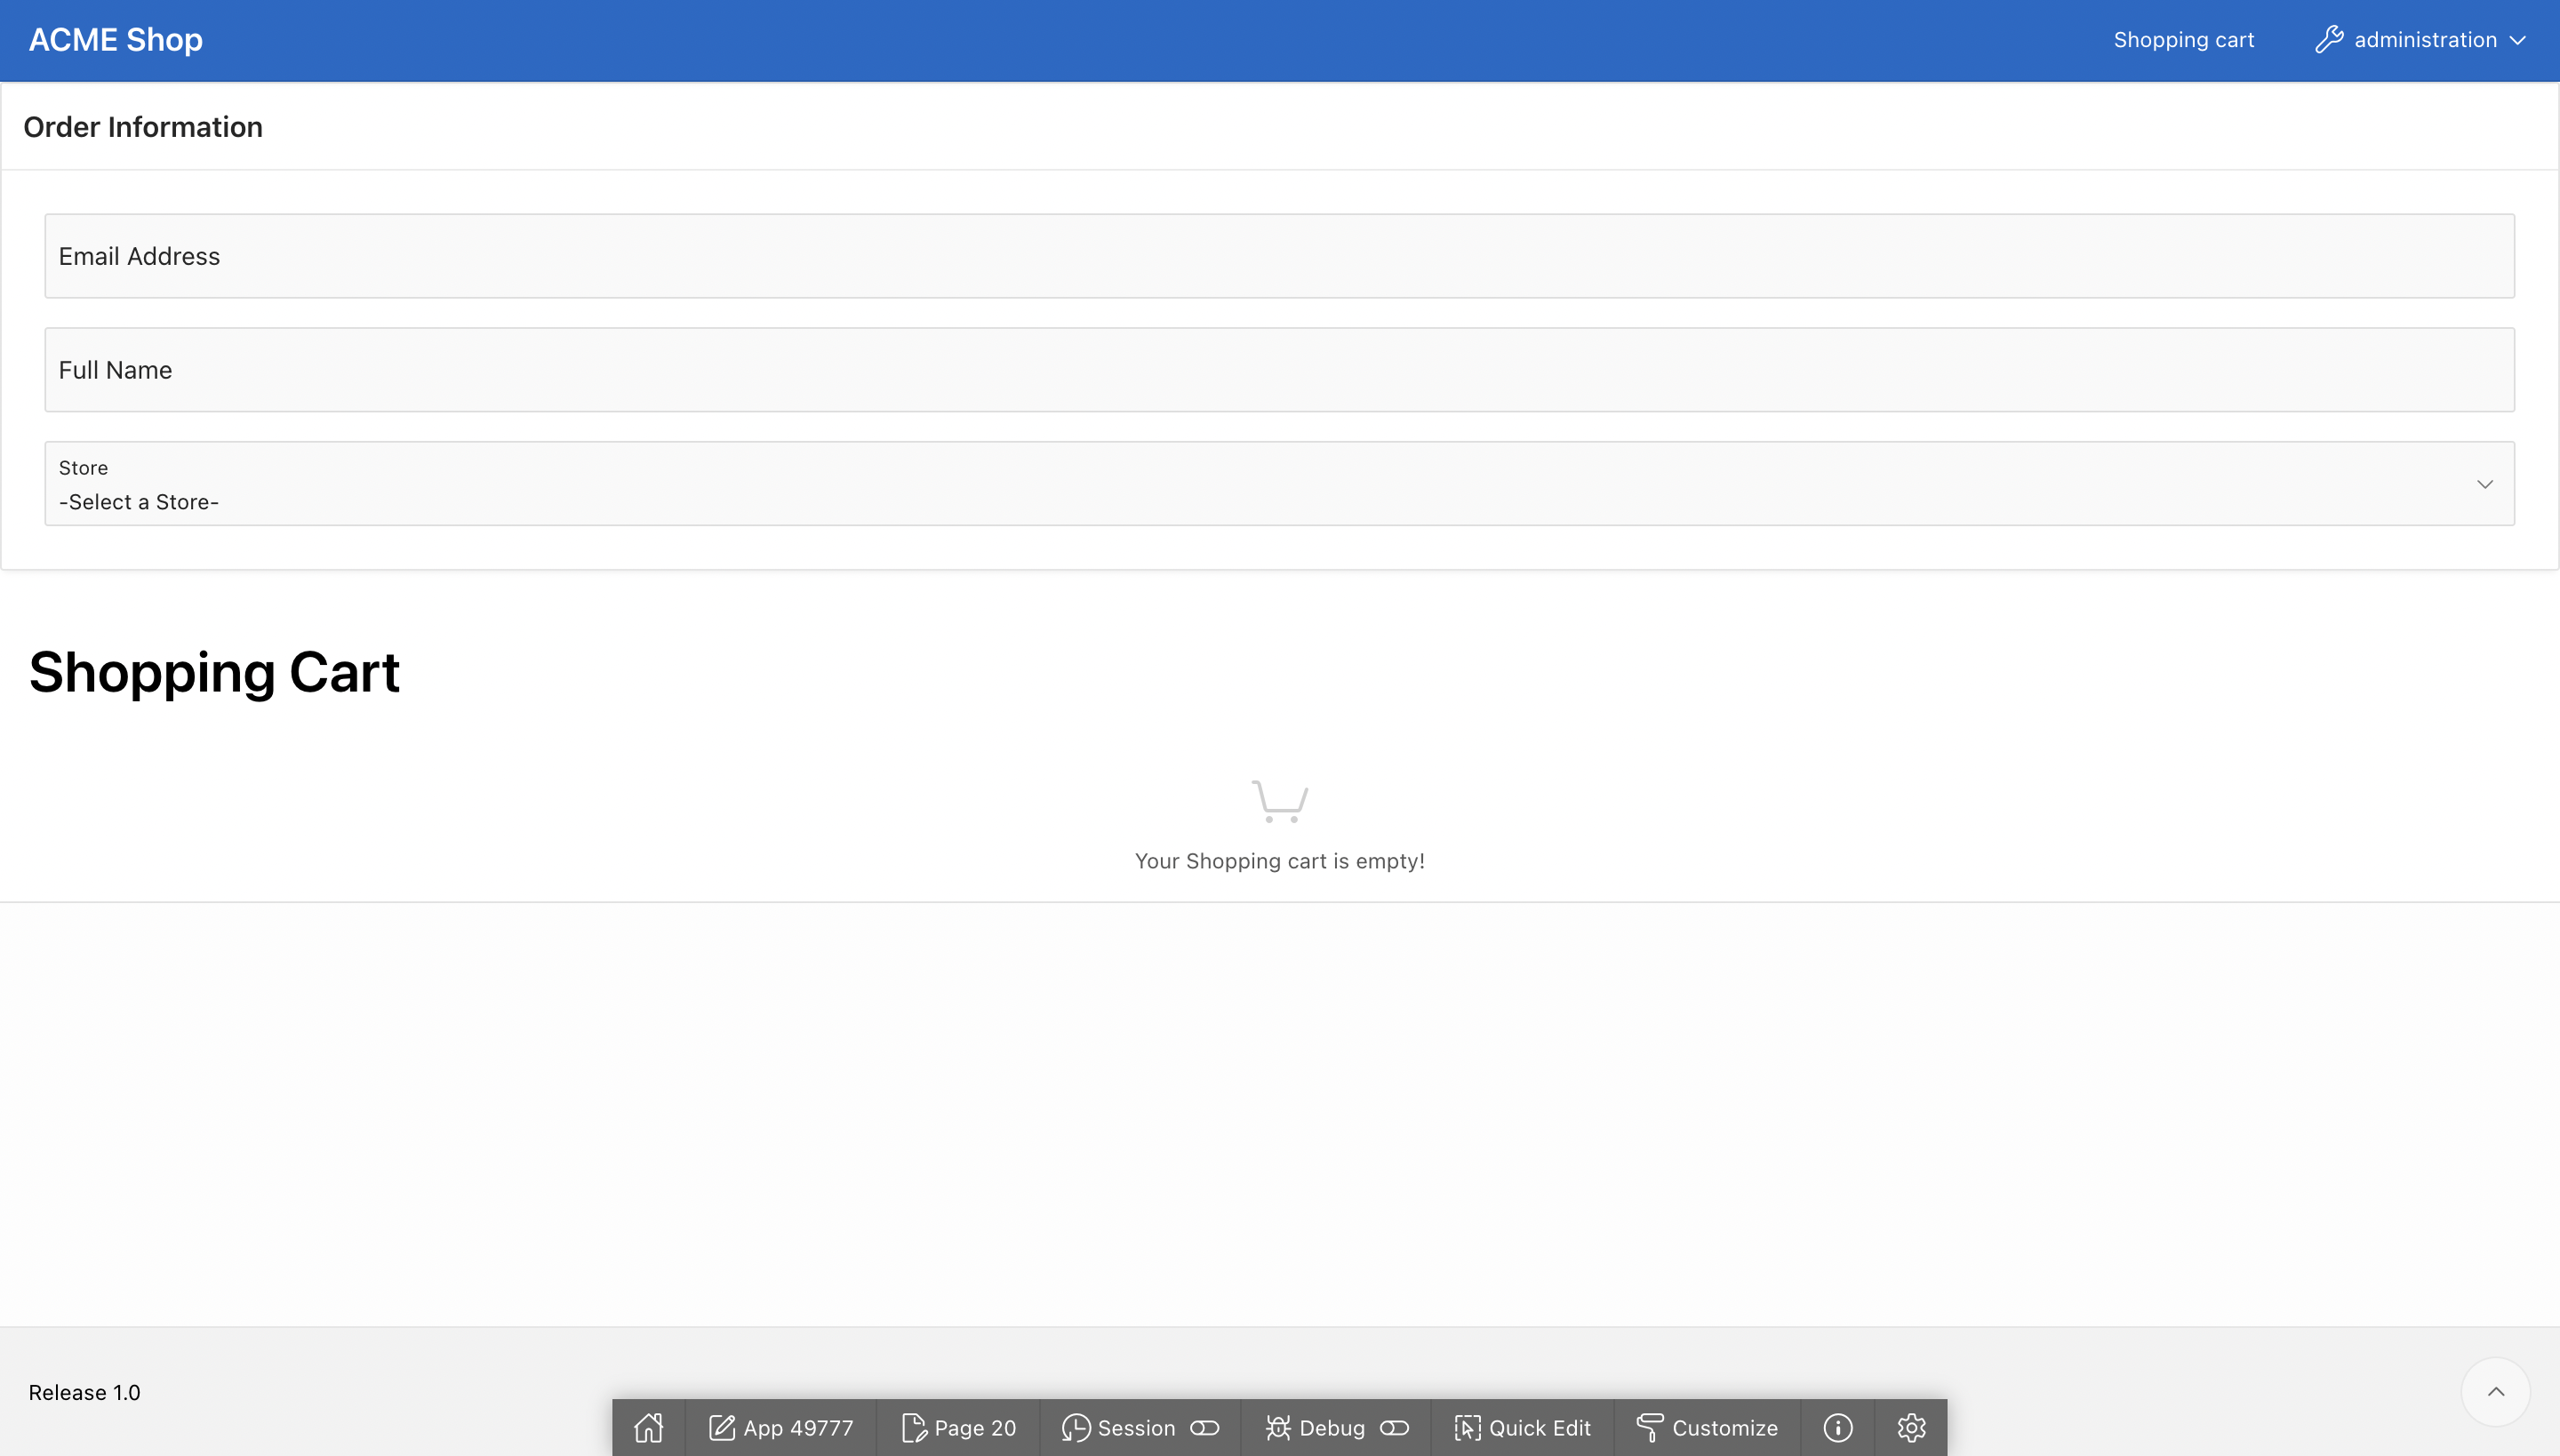 ACME Shop
Shopping cart
administration
Order Information
Email Address
Full Name
Store
-Select a Store-
Shopping Cart
Your Shopping cart is empty!
Release 1.0
App 49777
Page 20
Session
Debug
Quick Edit
Customize